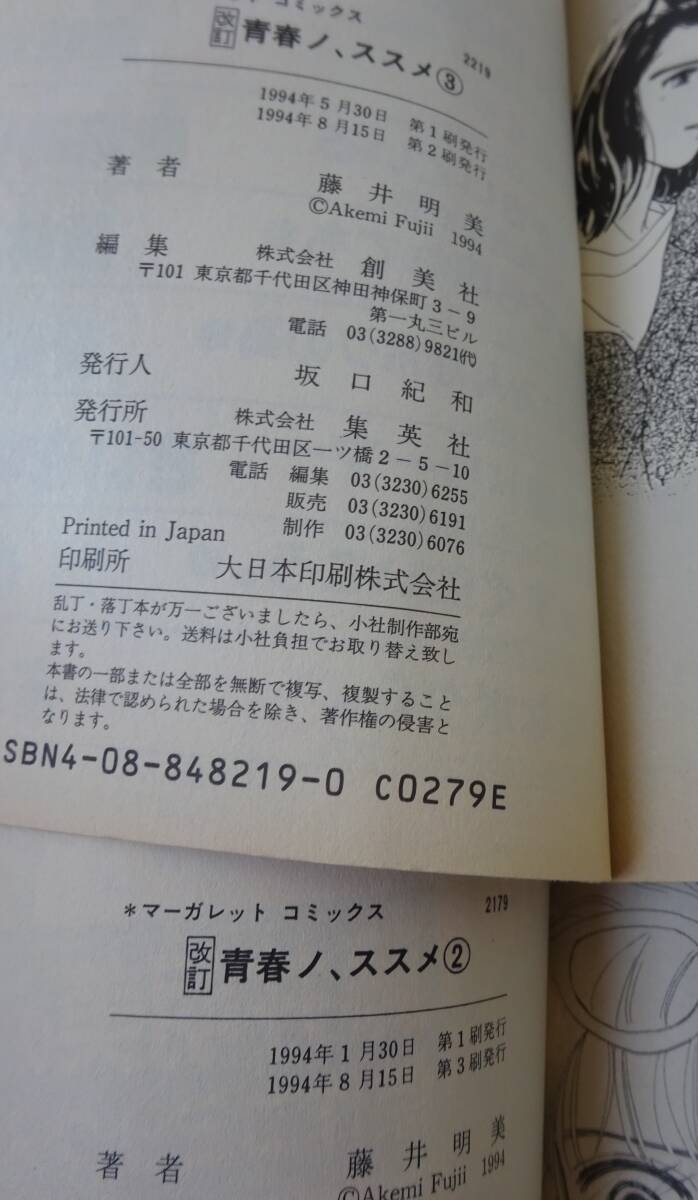 ト コミックス 2219
改訂 青春ノ、ススメ③
1994年5月30日 第1刷発行
1994年8月15日 第2刷発行
著者 藤井明美
©Akemi Fujii 1994
編集 株式会社 創美社
〒101 東京都千代田区神田神保町3−9
第一丸三ビル
電話 03(3288)9821(代)
発行人 坂口紀和
発行所 株式会社 集英社
〒101-50 東京都千代田区一ツ橋2−5−10
電話 編集 03(3230)6255
販売 03(3230)6191
Printed in Japan 制作 03(3230)6076
印刷所 大日本印刷株式会社
乱丁・落丁本が万一ございましたら、小社制作部宛
にお送り下さい。送料は小社負担でお取り替え致し
ます。
本書の一部または全部を無断で複写、複製すること
は、法律で認められた場合を除き、著作権の侵害と
なります。
SBN4-08-848219-0 C0279E
*マーガレット コミックス 2179
改訂 青春ノ、ススメ②
1994年1月30日 第1刷発行
1994年8月15日 第3刷発行
著者 藤井明美
©Akemi Fujii 1994